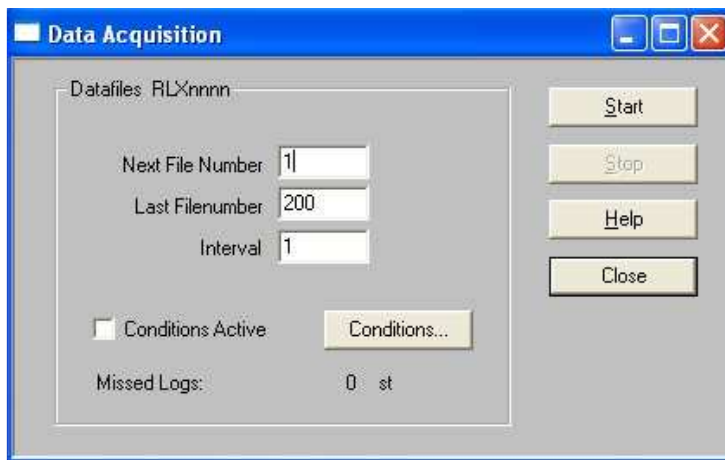 Data Acquisition
Datafiles RLXnnnn
Next File Number 1
Last Filenumber 200
Interval 1
Conditions Active Conditions...
Missed Logs: 0 st
Start
Stop
Help
Close